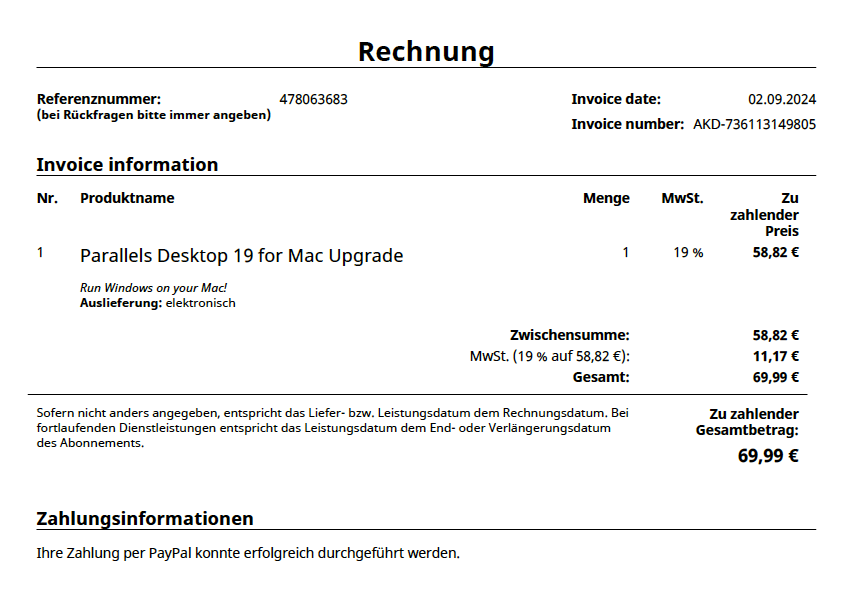 Rechnung
Referenznummer: 478063683
(bei Rückfragen bitte immer angeben)
Invoice date: 02.09.2024
Invoice number: AKD-736113149805
Invoice information
Nr. Produktname Menge MwSt. Zu
zahlender
Preis
1 Parallels Desktop 19 for Mac Upgrade 1 19 % 58,82 €
Run Windows on your Mac!
Auslieferung: elektronisch
Zwischensumme: 58,82 €
MwSt. (19 % auf 58,82 €): 11,17 €
Gesamt: 69,99 €
Sofern nicht anders angegeben, entspricht das Liefer- bzw. Leistungsdatum dem Rechnungsdatum. Bei
fortlaufenden Dienstleistungen entspricht das Leistungsdatum dem End- oder Verlängerungsdatum
des Abonnements.
Zu zahlender
Gesamtbetrag:
69,99 €
Zahlungsinformationen
Ihre Zahlung per PayPal konnte erfolgreich durchgeführt werden.